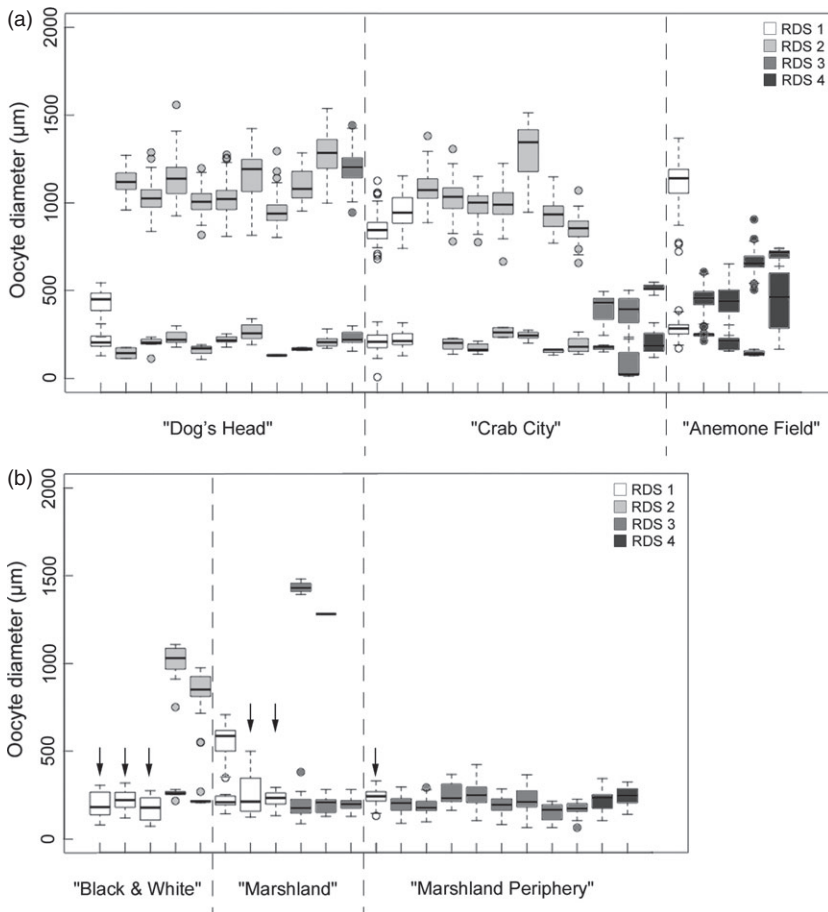 (a)
2000
1500
1000
500
0
Oocyte diameter (µm)
RDS 1
RDS 2
RDS 3
RDS 4
"Dog's Head" "Crab City" "Anemone Field"
(b)
2000
1500
1000
500
0
Oocyte diameter (µm)
RDS 1
RDS 2
RDS 3
RDS 4
"Black & White" "Marshland" "Marshland Periphery"